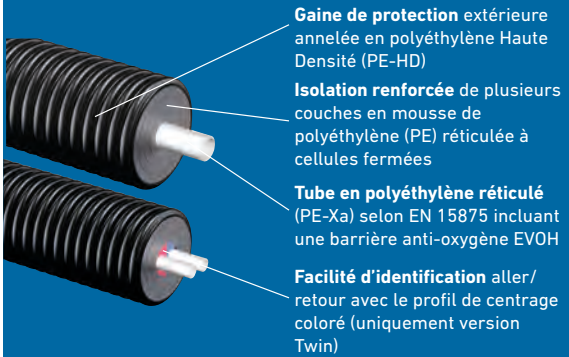 Gaine de protection extérieure
annelée en polyéthylène Haute
Densité (PE-HD)
Isolation renforcée de plusieurs
couches en mousse de
polyéthylène (PE) réticulée à
cellules fermées
Tube en polyéthylène réticulé
(PE-Xa) selon EN 15875 incluant
une barrière anti-oxygène EVOH
Facilité d'identification aller/
retour avec le profil de centrage
coloré (uniquement version
Twin)